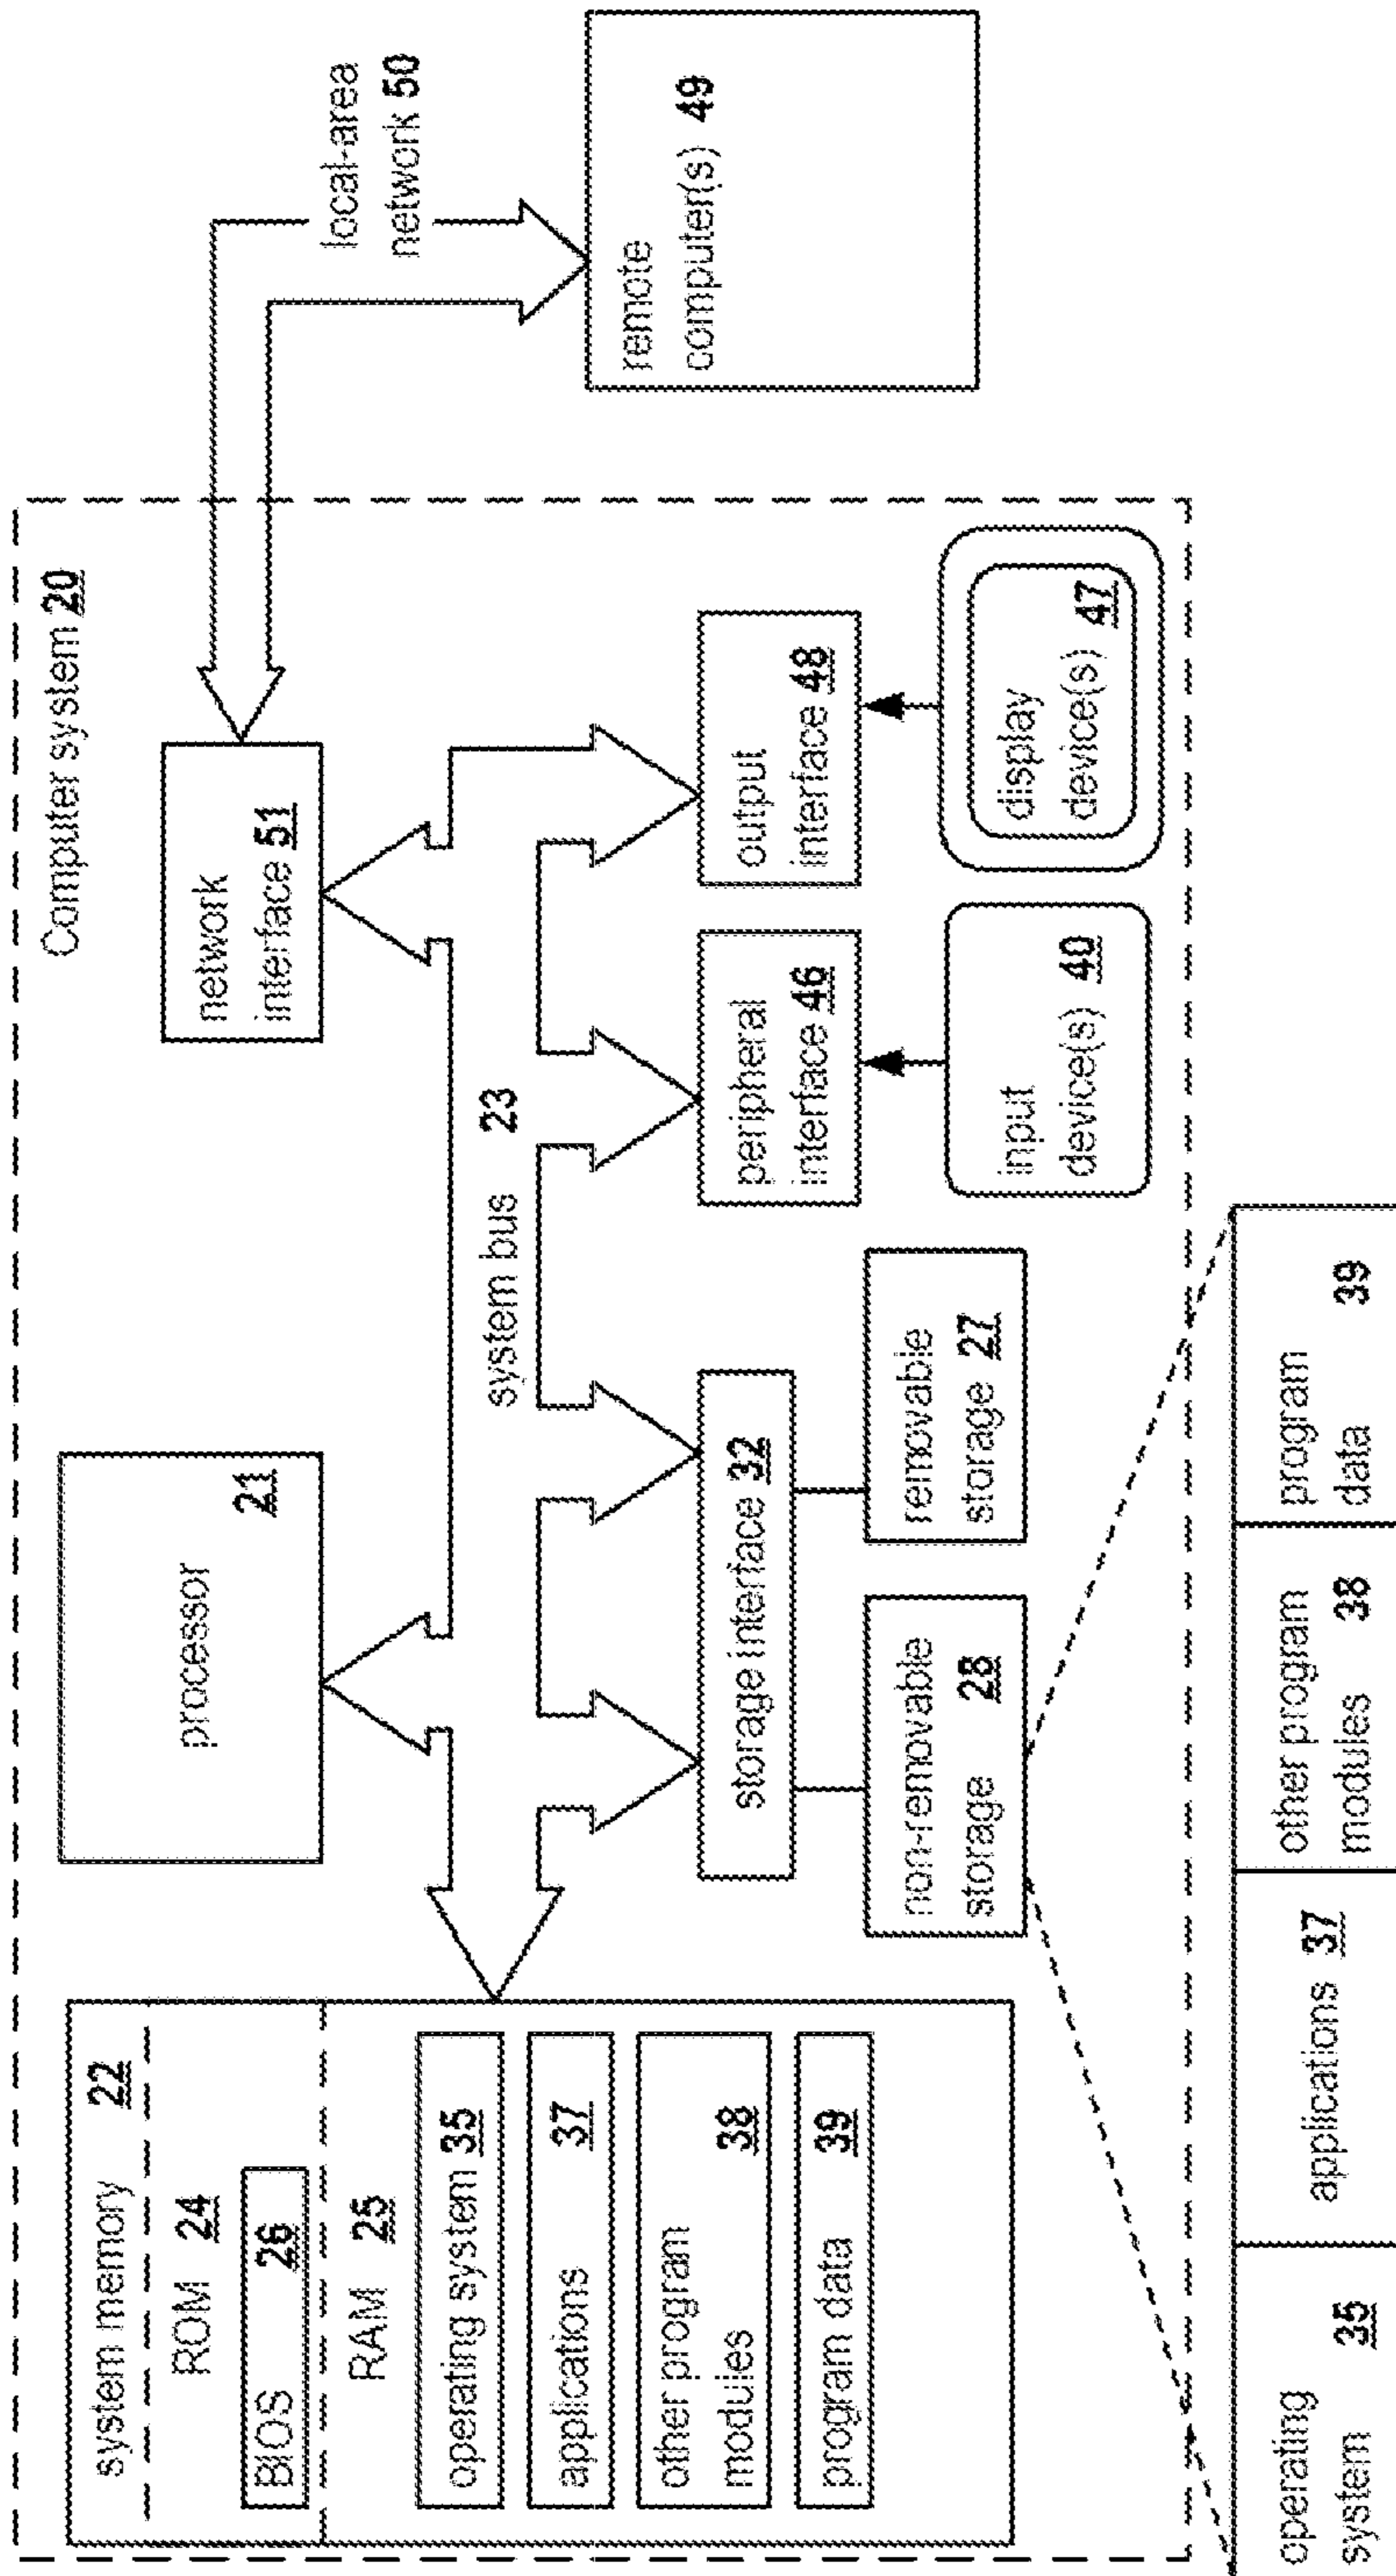 Computer system 20
system memory 22
ROM 24
BIOS 26
RAM 25
operating system 35
applications 37
other program
modules 38
program data 39
processor 21
network
interface 51
system bus 23
storage interface 32
non-removable
storage 28
removable
storage 27
peripheral
interface 46
output
interface 48
input
device(s) 40
display
device(s) 47
local-area
network 50
remote
computer(s) 49
operating
system 35
applications 37
other program
modules 38
program
data 39